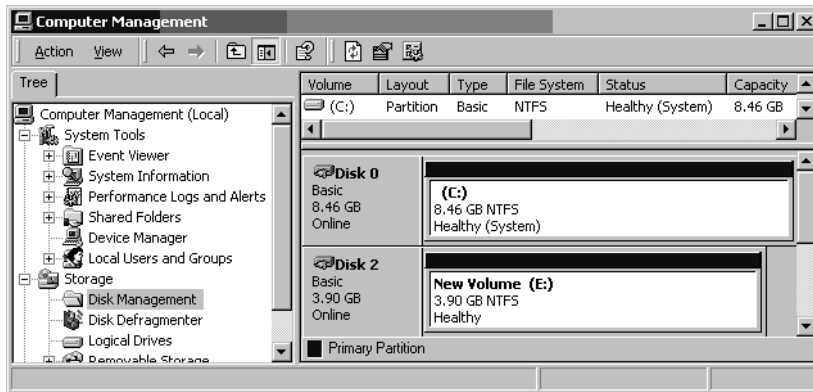 Computer Management
Action View
Tree
Computer Management (Local)
System Tools
Event Viewer
System Information
Performance Logs and Alerts
Shared Folders
Device Manager
Local Users and Groups
Storage
Disk Management
Disk Defragmenter
Logical Drives
Removable Storage
Volume Layout Type File System Status Capacity
(C:) Partition Basic NTFS Healthy (System) 8.46 GB
Disk 0
Basic
8.46 GB
Online
(C:)
8.46 GB NTFS
Healthy (System)
Disk 2
Basic
3.90 GB
Online
New Volume (E:)
3.90 GB NTFS
Healthy
Primary Partition